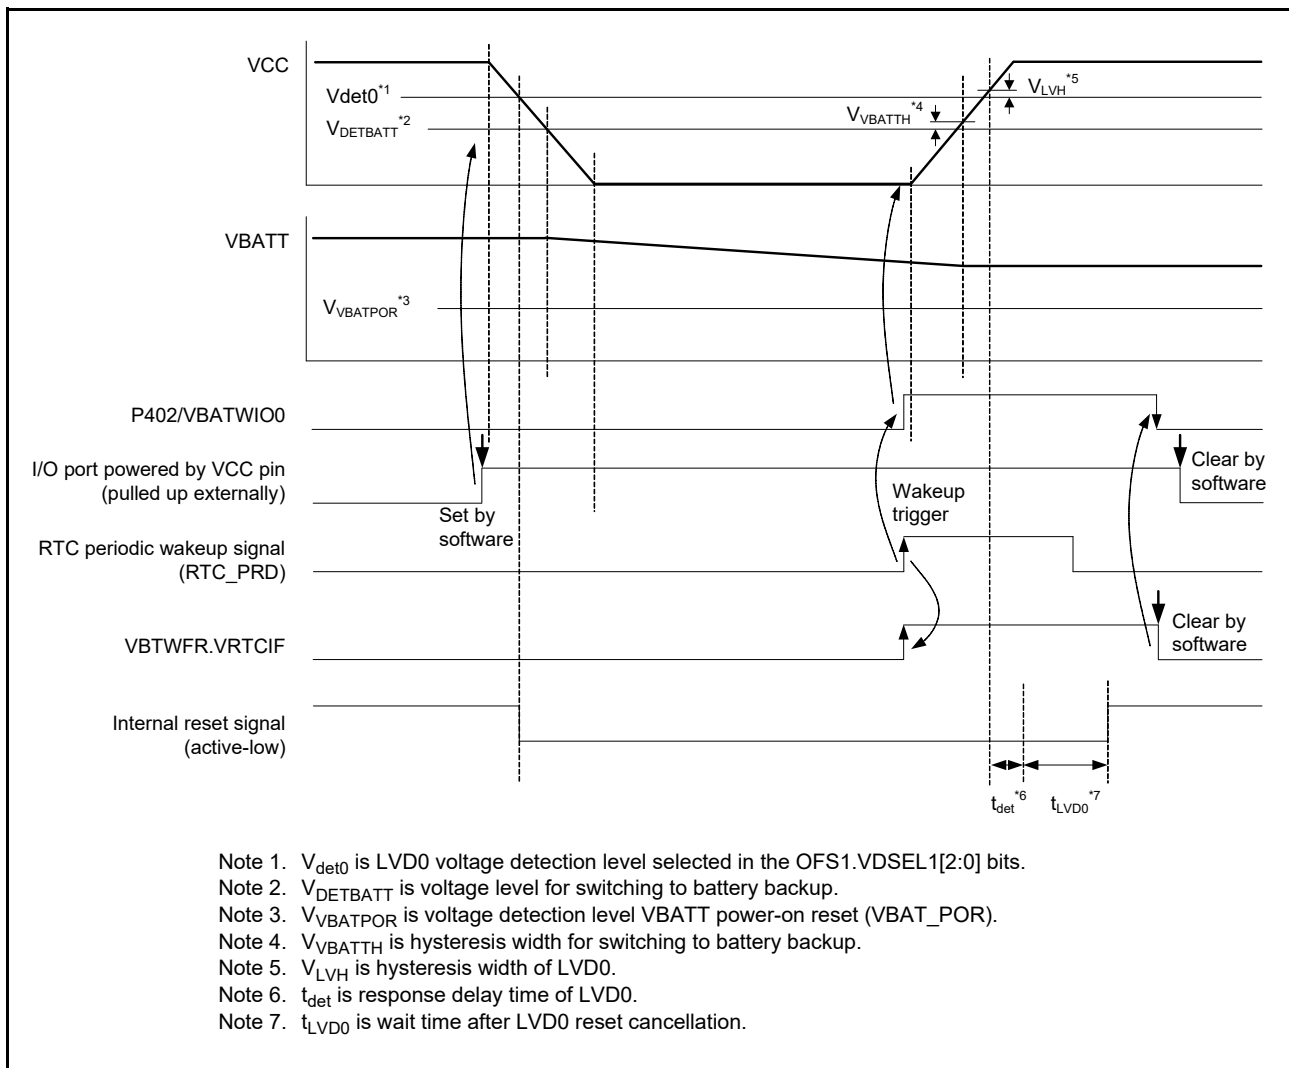 VCC
Vdet0*1
VDETBATT*2
VVBATTH*4
VLVH*5
VBATT
VVBATPOR*3
P402/VBATWIO0
I/O port powered by VCC pin
(pulled up externally)
Set by
software
Wakeup
trigger
Clear by
software
RTC periodic wakeup signal
(RTC_PRD)
VBTWFR.VRTCIF
Clear by
software
Internal reset signal
(active-low)
tdet*6
tLVD0*7
Note 1. Vdet0 is LVD0 voltage detection level selected in the OFS1.VDSEL1[2:0] bits.
Note 2. VDETBATT is voltage level for switching to battery backup.
Note 3. VVBATPOR is voltage detection level VBATT power-on reset (VBAT_POR).
Note 4. VVBATTH is hysteresis width for switching to battery backup.
Note 5. VLVH is hysteresis width of LVD0.
Note 6. tdet is response delay time of LVD0.
Note 7. tLVD0 is wait time after LVD0 reset cancellation.